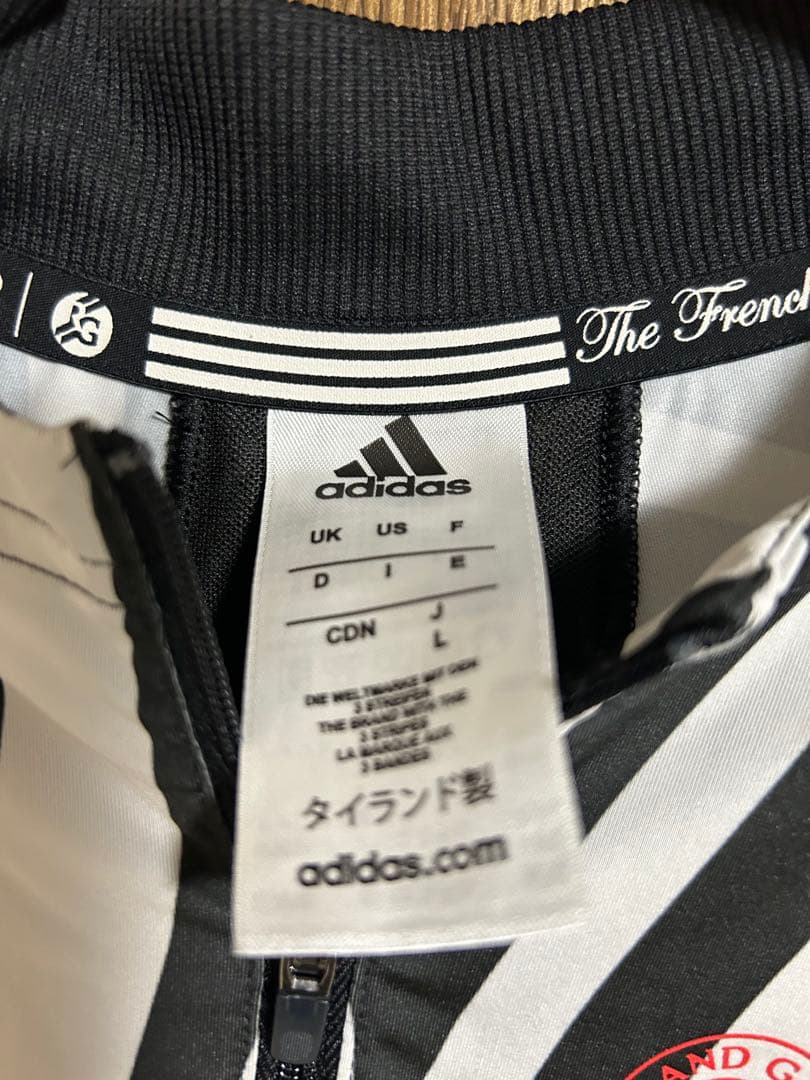 RG
The French
adidas
UK US F
D I E
CDN J
L
DIE WELTMARKE MIT DEN
3 STREIFEN
THE BRAND WITH THE
3 STRIPES
LA MARQUE AUX
3 BANDES
タイランド製
adidas.com
AND G